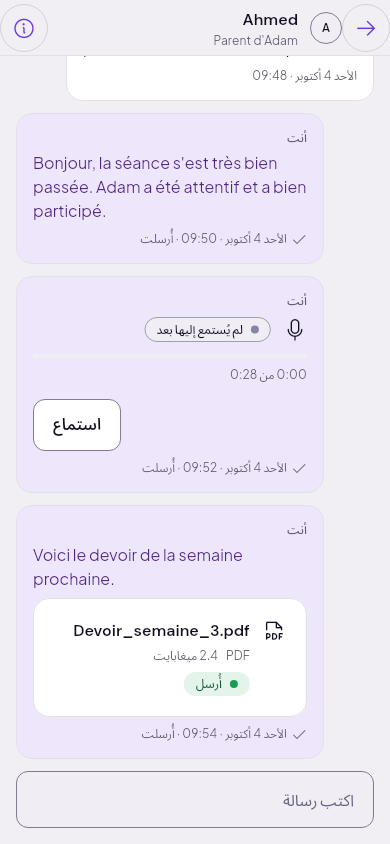 Ahmed
Parent d'Adam
A
الأحد 4 أكتوبر · 09:48
أنت
Bonjour, la séance s'est très bien
passée. Adam a été attentif et a bien
participé.
الأحد 4 أكتوبر · 09:50 · أُرسلت
أنت
لم يُستمع إليها بعد
0:00 من 0:28
استماع
الأحد 4 أكتوبر · 09:52 · أُرسلت
أنت
Voici le devoir de la semaine
prochaine.
Devoir_semaine_3.pdf
PDF
PDF 2.4 ميغابايت
أُرسل
الأحد 4 أكتوبر · 09:54 · أُرسلت
اكتب رسالة